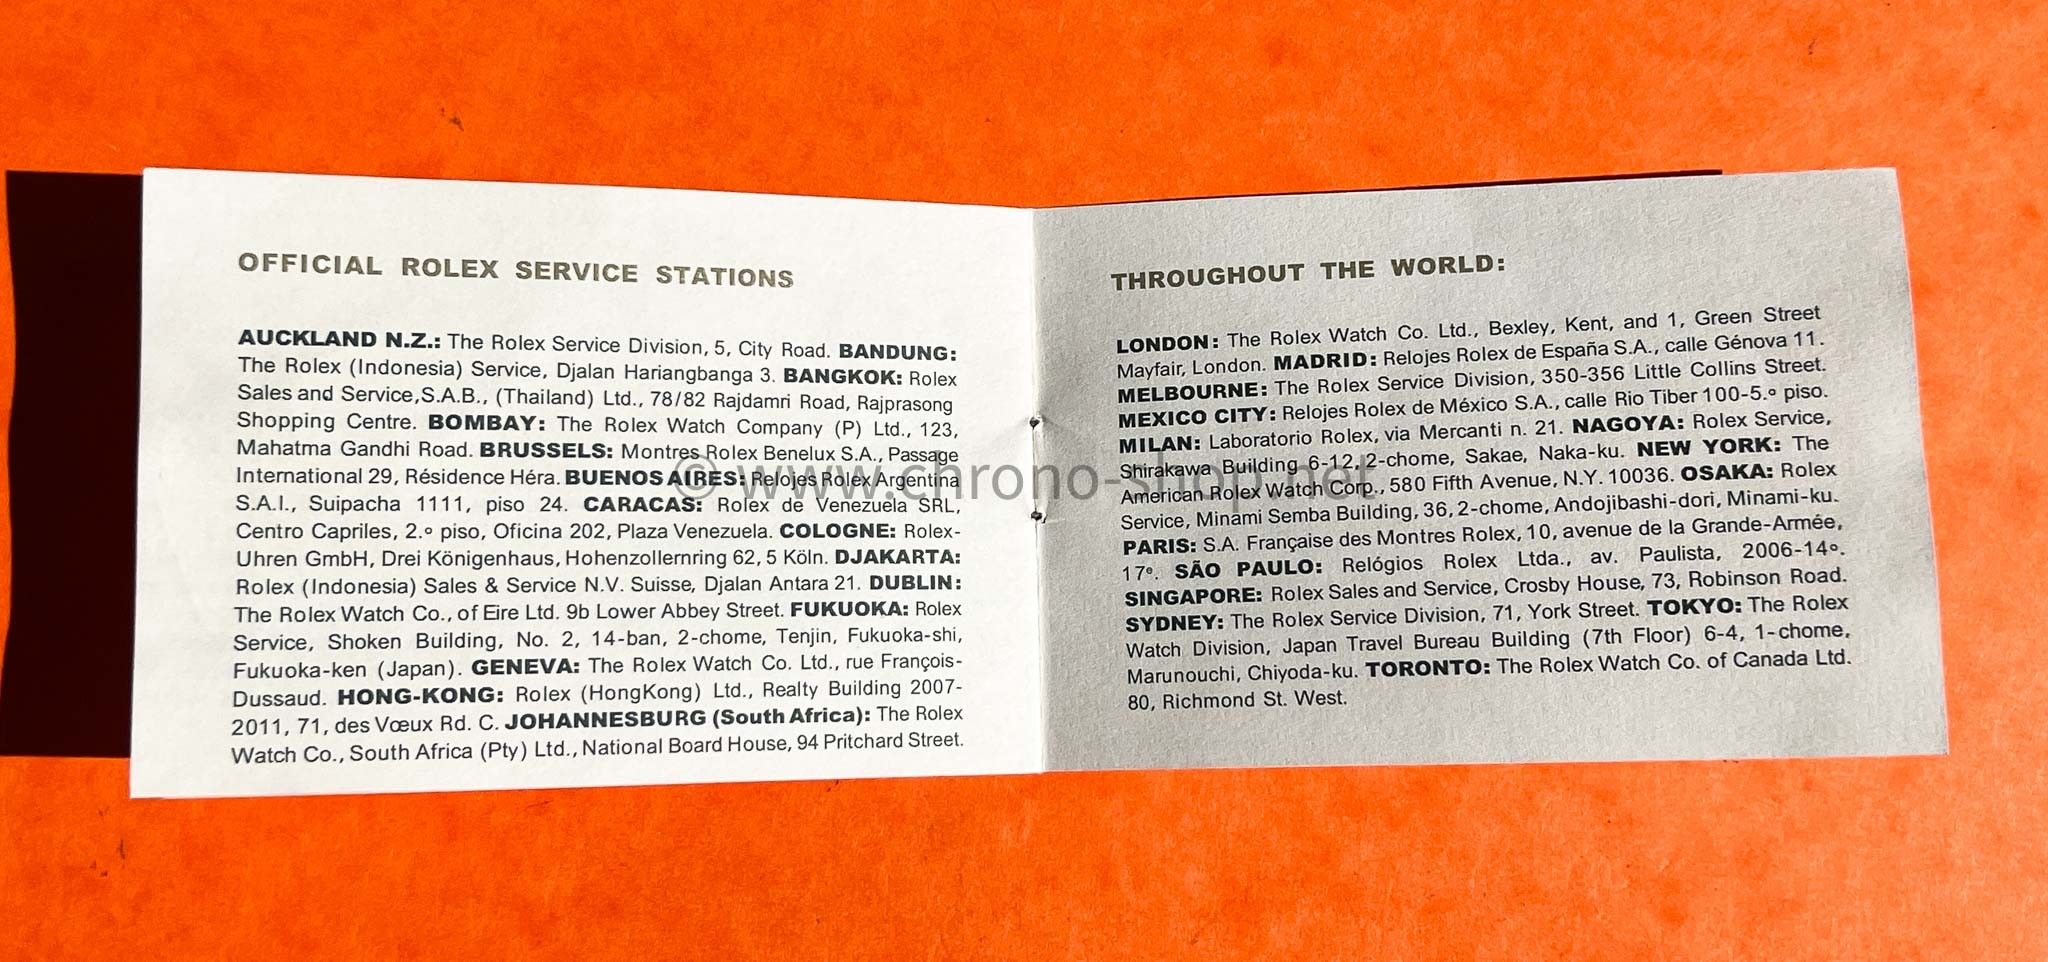 OFFICIAL ROLEX SERVICE STATIONS
AUCKLAND N.Z.: The Rolex Service Division, 5, City Road. BANDUNG:
The Rolex (Indonesia) Service, Djalan Hariangbanga 3. BANGKOK: Rolex
Sales and Service,S.A.B., (Thailand) Ltd., 78/82 Rajdamri Road, Rajprasong
Shopping Centre. BOMBAY: The Rolex Watch Company (P) Ltd., 123,
Mahatma Gandhi Road. BRUSSELS: Montres Rolex Benelux S.A., Passage
International 29, Résidence Héra. BUENOS AIRES: Relojes Rolex Argentina
S.A.I., Suipacha 1111, piso 24. CARACAS: Rolex de Venezuela SRL,
Centro Capriles, 2.º piso, Oficina 202, Plaza Venezuela. COLOGNE: Rolex-
Uhren GmbH, Drei Königenhaus, Hohenzollernring 62, 5 Köln. DJAKARTA:
Rolex (Indonesia) Sales & Service N.V. Suisse, Djalan Antara 21. DUBLIN:
The Rolex Watch Co., of Eire Ltd. 9b Lower Abbey Street. FUKUOKA: Rolex
Service, Shoken Building, No. 2, 14-ban, 2-chome, Tenjin, Fukuoka-shi,
Fukuoka-ken (Japan). GENEVA: The Rolex Watch Co. Ltd., rue François-
Dussaud. HONG-KONG: Rolex (HongKong) Ltd., Realty Building 2007-
2011, 71, des Vœux Rd. C. JOHANNESBURG (South Africa): The Rolex
Watch Co., South Africa (Pty) Ltd., National Board House, 94 Pritchard Street.
THROUGHOUT THE WORLD:
LONDON: The Rolex Watch Co. Ltd., Bexley, Kent, and 1, Green Street
Mayfair, London. MADRID: Relojes Rolex de España S.A., calle Génova 11.
MELBOURNE: The Rolex Service Division, 350-356 Little Collins Street.
MEXICO CITY: Relojes Rolex de México S.A., calle Rio Tiber 100-5.º piso.
MILAN: Laboratorio Rolex, via Mercanti n. 21. NAGOYA: Rolex Service,
Shirakawa Building 6-12, 2-chome, Sakae, Naka-ku. NEW YORK: The
American Rolex Watch Corp., 580 Fifth Avenue, N.Y. 10036. OSAKA: Rolex
Service, Minami Semba Building, 36, 2-chome, Andojibashi-dori, Minami-ku.
PARIS: S.A. Française des Montres Rolex, 10, avenue de la Grande-Armée,
17e. SÃO PAULO: Relógios Rolex Ltda., av. Paulista, 2006-14º.
SINGAPORE: Rolex Sales and Service, Crosby House, 73, Robinson Road.
SYDNEY: The Rolex Service Division, 71, York Street. TOKYO: The Rolex
Watch Division, Japan Travel Bureau Building (7th Floor) 6-4, 1-chome,
Marunouchi, Chiyoda-ku. TORONTO: The Rolex Watch Co. of Canada Ltd.
80, Richmond St. West.
© www.chrono-shop.net